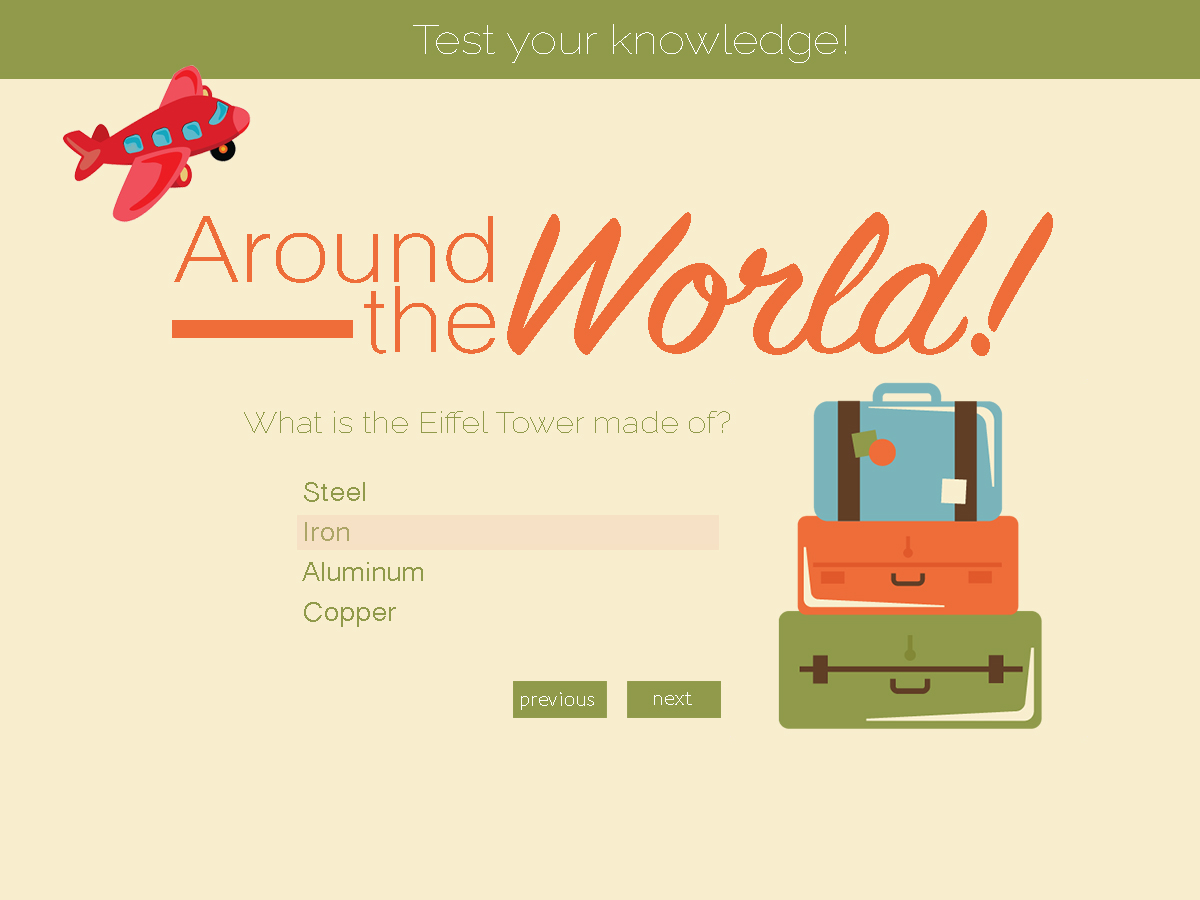 Test your knowledge!
Around
the World!
What is the Eiffel Tower made of?
Steel
Iron
Aluminum
Copper
previous next